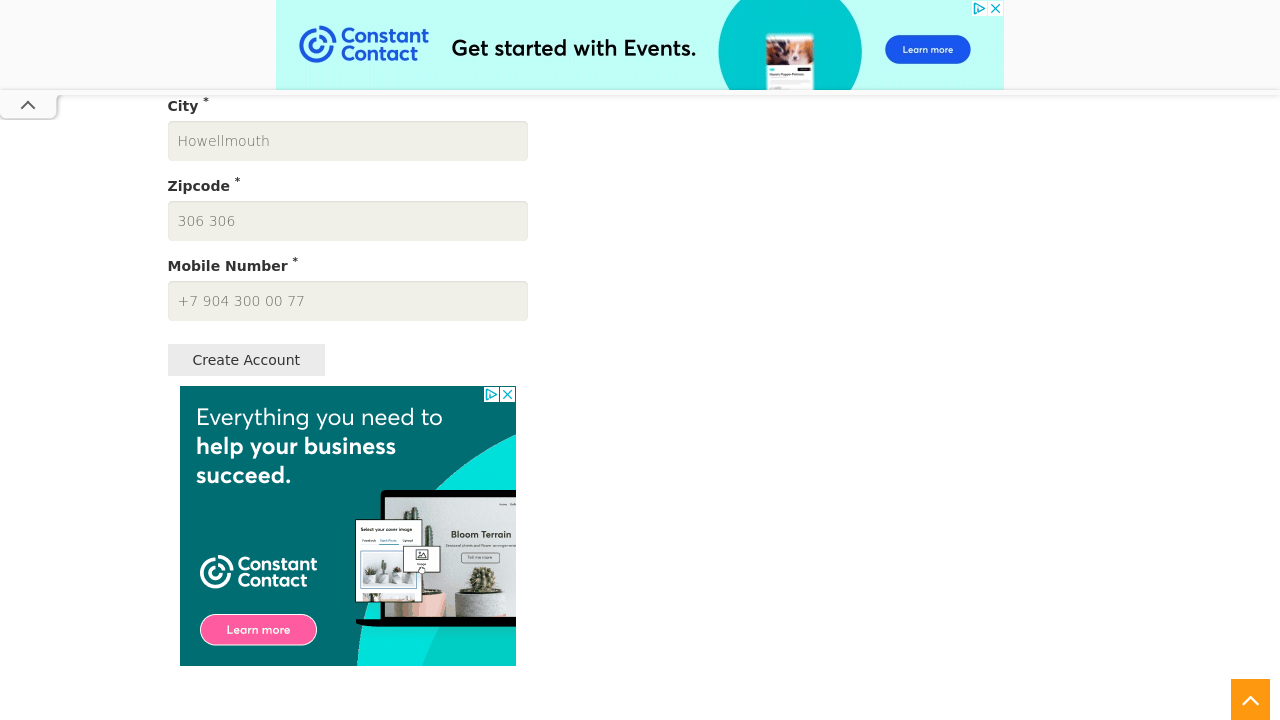 Constant
Contact
Get started with Events.
Learn more
City *
Howellmouth
Zipcode *
306 306
Mobile Number *
+7 904 300 00 77
Create Account
Everything you need to
help your business
succeed.
Select your cover image
Bloom Terrain
Constant
Contact
Learn more